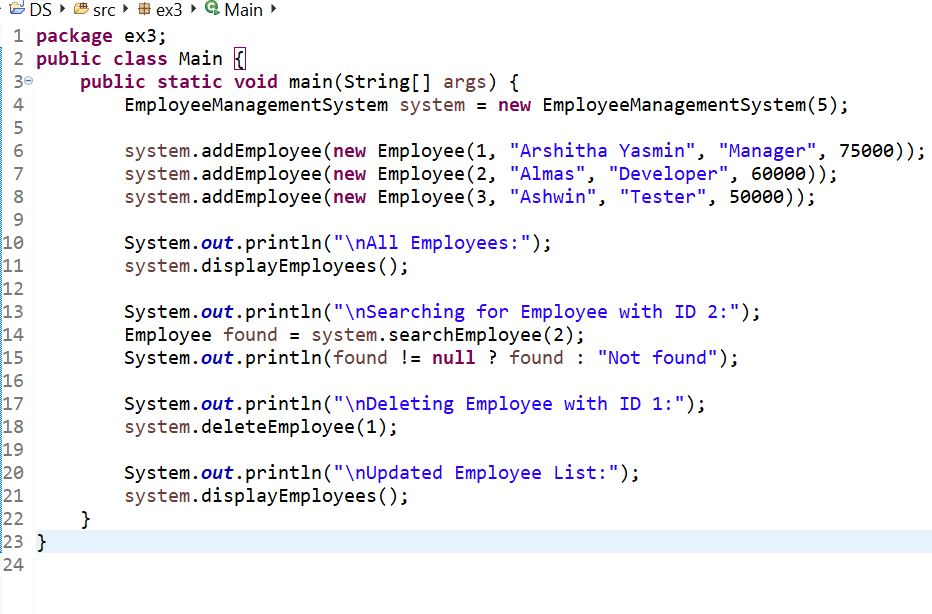 DS src ex3 Main
1 package ex3;
2 public class Main {
3     public static void main(String[] args) {
4         EmployeeManagementSystem system = new EmployeeManagementSystem(5);
5
6         system.addEmployee(new Employee(1, "Arshitha Yasmin", "Manager", 75000));
7         system.addEmployee(new Employee(2, "Almas", "Developer", 60000));
8         system.addEmployee(new Employee(3, "Ashwin", "Tester", 50000));
9
10         System.out.println("\nAll Employees:");
11         system.displayEmployees();
12
13         System.out.println("\nSearching for Employee with ID 2:");
14         Employee found = system.searchEmployee(2);
15         System.out.println(found != null ? found : "Not found");
16
17         System.out.println("\nDeleting Employee with ID 1:");
18         system.deleteEmployee(1);
19
20         System.out.println("\nUpdated Employee List:");
21         system.displayEmployees();
22     }
23 }
24